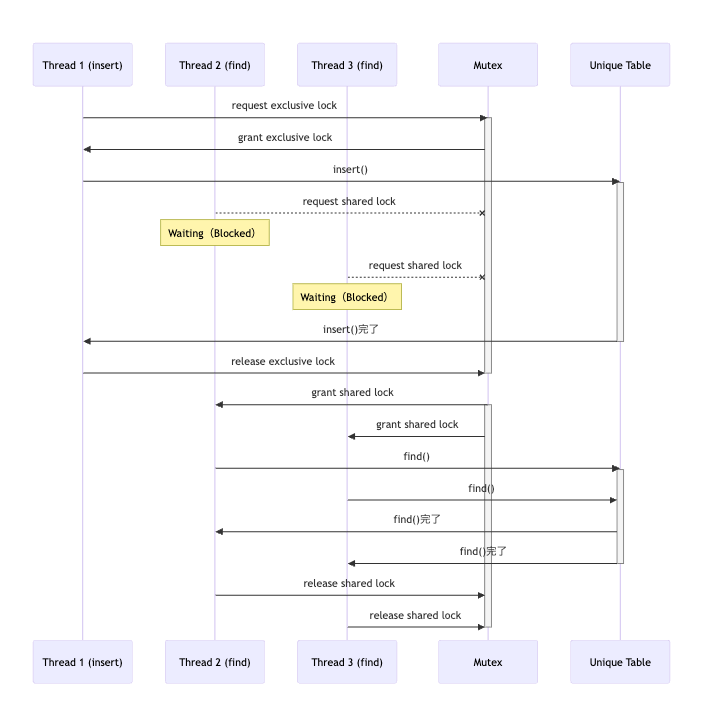 Thread 1 (insert)
Thread 2 (find)
Thread 3 (find)
Mutex
Unique Table
request exclusive lock
grant exclusive lock
insert()
request shared lock
Waiting（Blocked）
request shared lock
Waiting（Blocked）
insert()完了
release exclusive lock
grant shared lock
grant shared lock
find()
find()
find()完了
find()完了
release shared lock
release shared lock
Thread 1 (insert)
Thread 2 (find)
Thread 3 (find)
Mutex
Unique Table